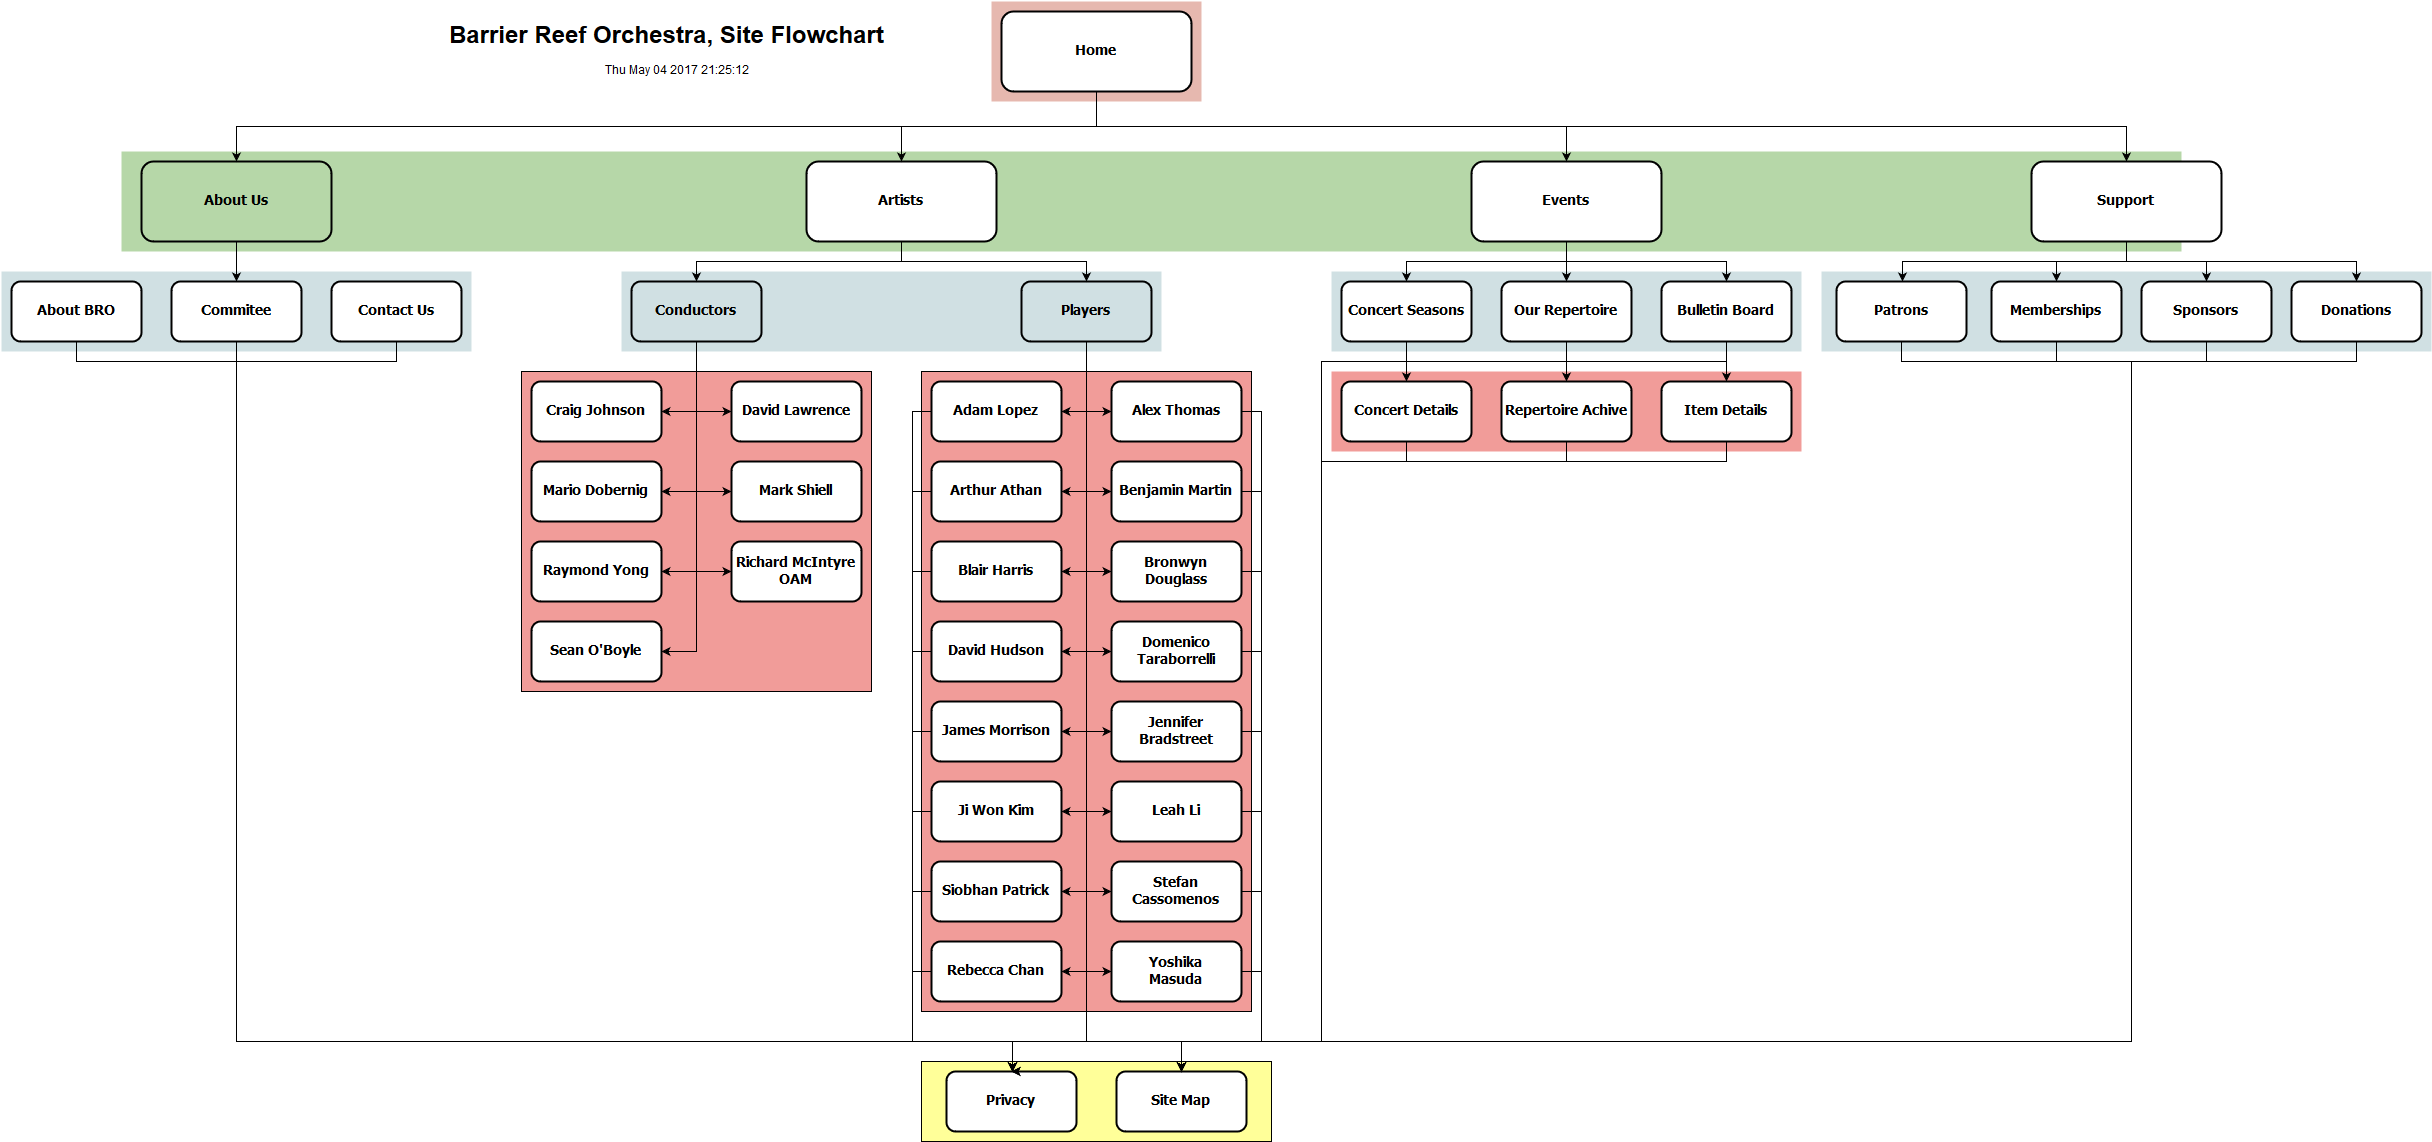 Barrier Reef Orchestra, Site Flowchart
Thu May 04 2017 21:25:12
Home
About Us
Artists
Events
Support
About BRO
Commitee
Contact Us
Conductors
Players
Concert Seasons
Our Repertoire
Bulletin Board
Patrons
Memberships
Sponsors
Donations
Craig Johnson
David Lawrence
Mario Dobernig
Mark Shiell
Raymond Yong
Richard McIntyre
OAM
Sean O'Boyle
Adam Lopez
Alex Thomas
Arthur Athan
Benjamin Martin
Blair Harris
Bronwyn
Douglass
David Hudson
Domenico
Taraborrelli
James Morrison
Jennifer
Bradstreet
Ji Won Kim
Leah Li
Siobhan Patrick
Stefan
Cassomenos
Rebecca Chan
Yoshika
Masuda
Concert Details
Repertoire Achive
Item Details
Privacy
Site Map